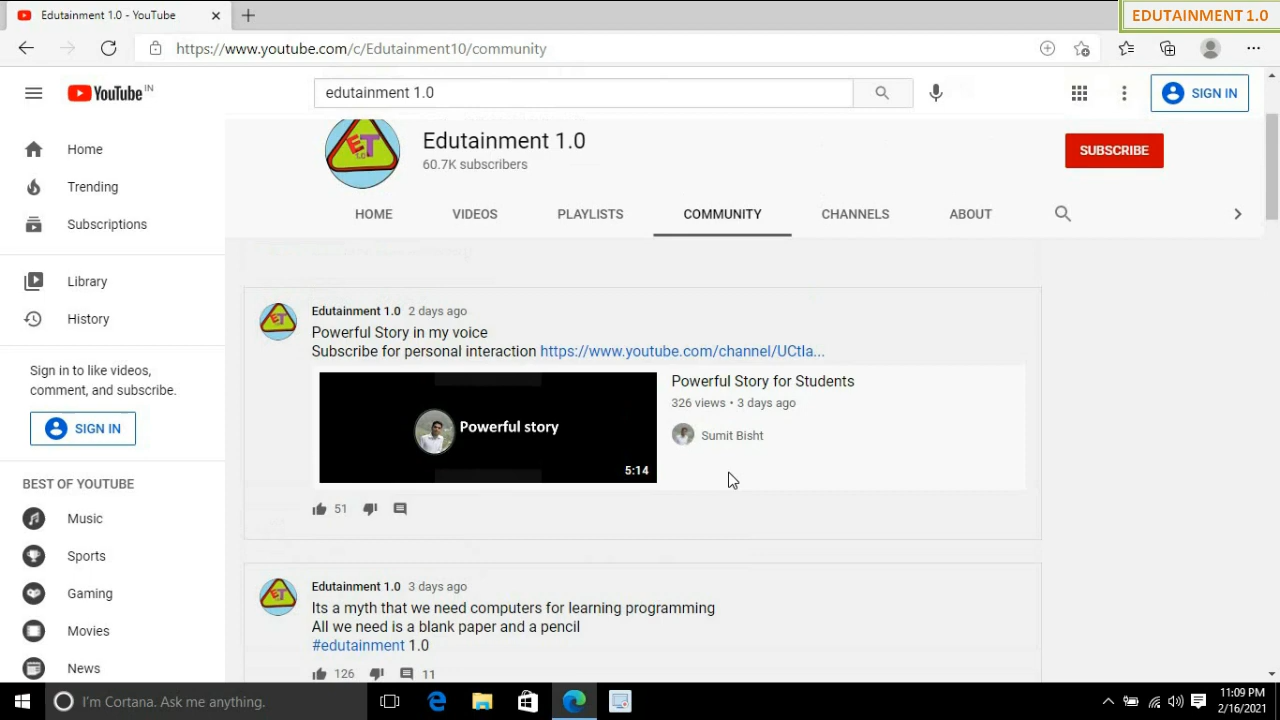 Edutainment 1.0 - YouTube
EDUTAINMENT 1.0
https://www.youtube.com/c/Edutainment10/community
YouTube IN
edutainment 1.0
SIGN IN
Home
Trending
Subscriptions
Library
History
Sign in to like videos,
comment, and subscribe.
SIGN IN
BEST OF YOUTUBE
Music
Sports
Gaming
Movies
News
ET
1.0
Edutainment 1.0
60.7K subscribers
SUBSCRIBE
HOME VIDEOS PLAYLISTS COMMUNITY CHANNELS ABOUT
ET
Edutainment 1.0 2 days ago
Powerful Story in my voice
Subscribe for personal interaction https://www.youtube.com/channel/UCtIa...
Powerful story
5:14
Powerful Story for Students
326 views • 3 days ago
Sumit Bisht
51
ET
Edutainment 1.0 3 days ago
Its a myth that we need computers for learning programming
All we need is a blank paper and a pencil
#edutainment 1.0
126 11
I'm Cortana. Ask me anything.
11:09 PM
2/16/2021